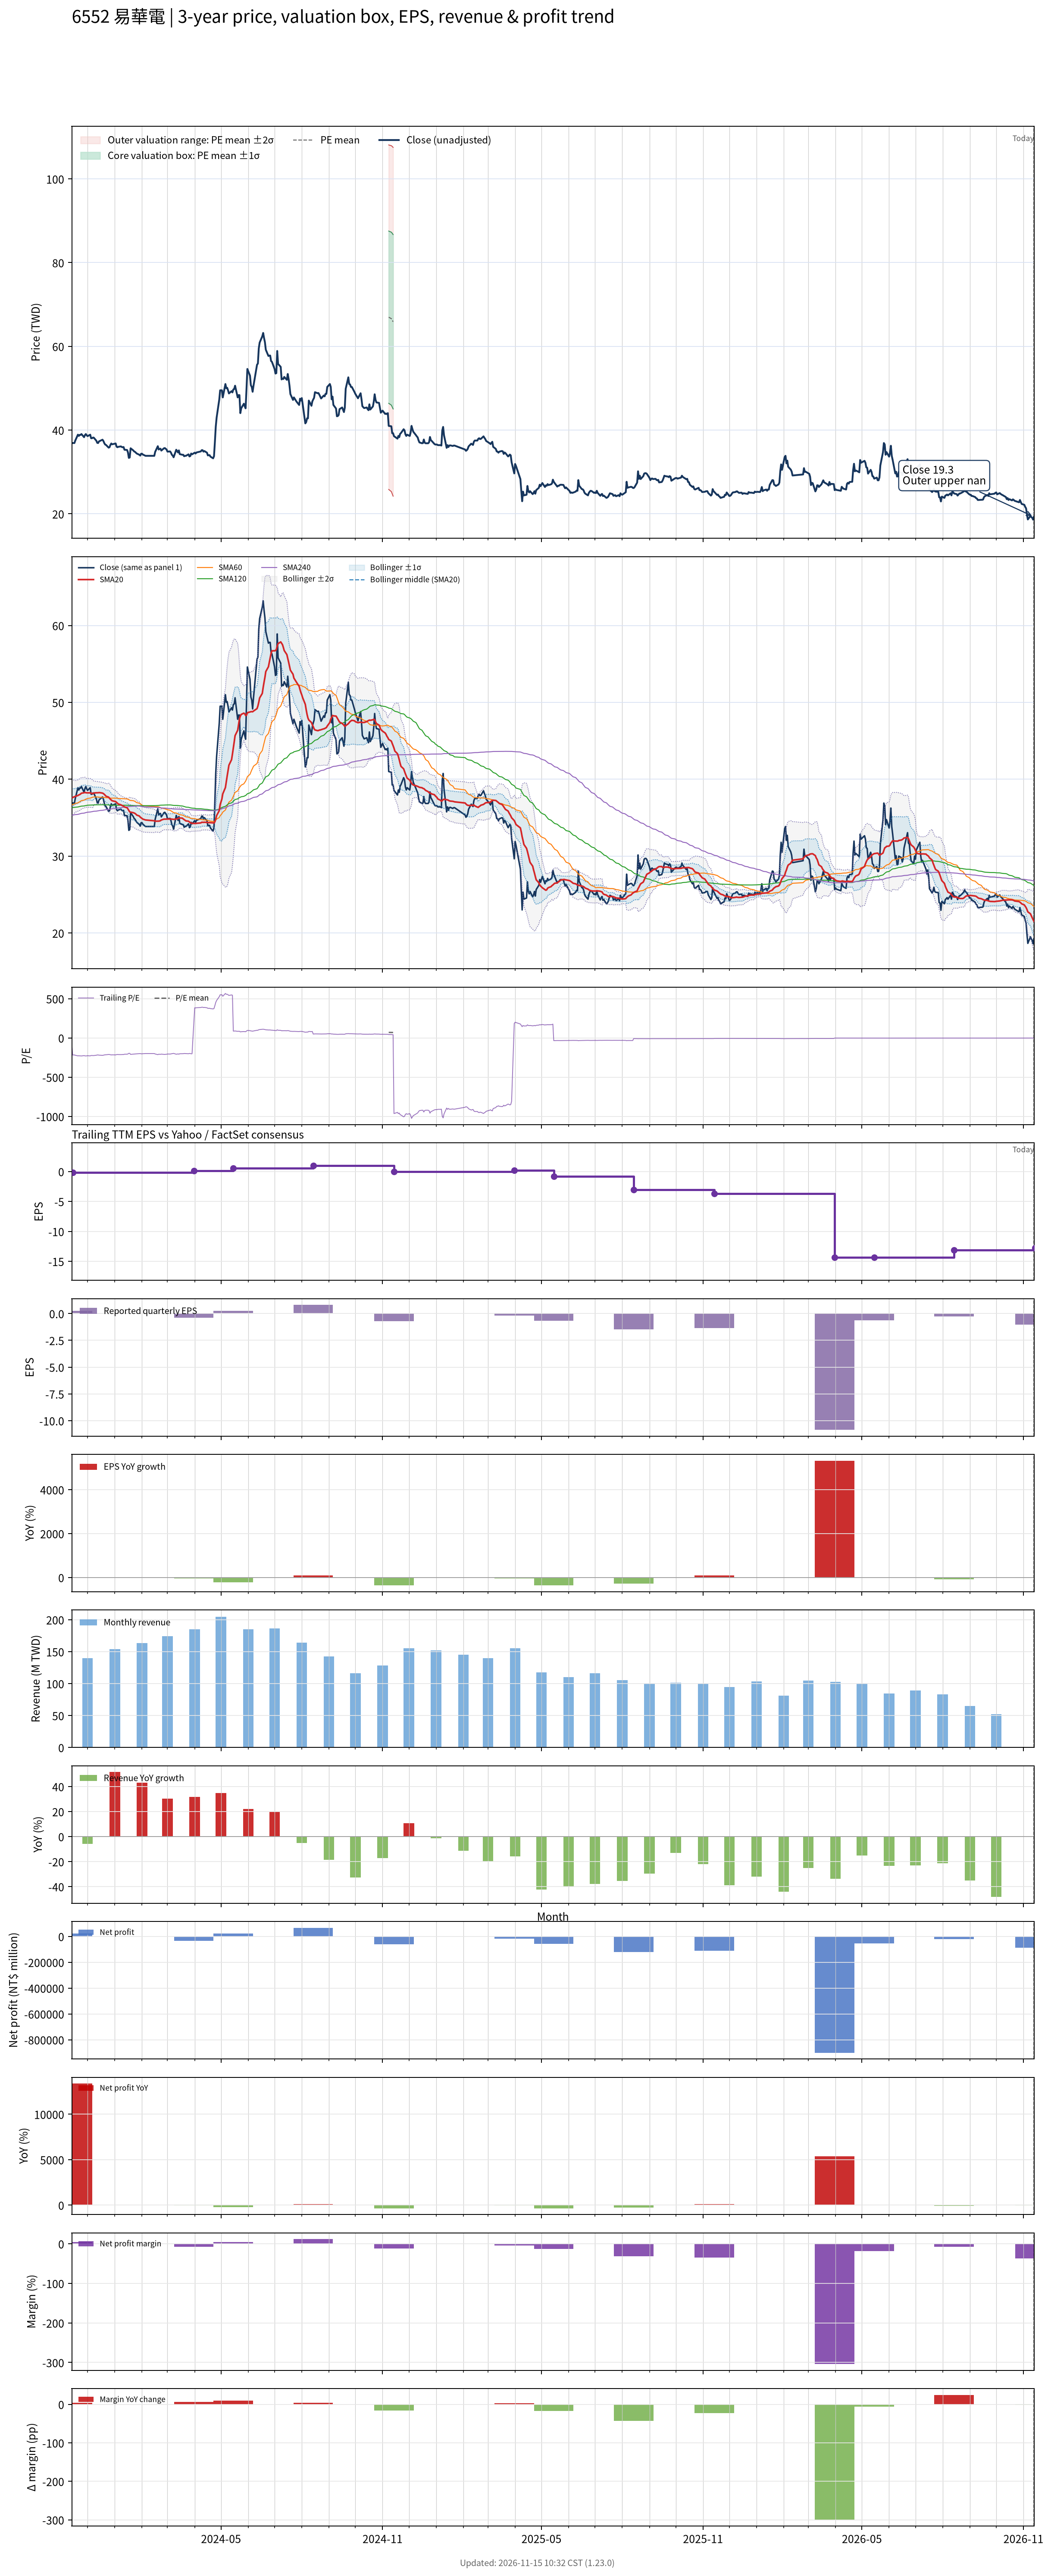 6552 易華電 | 3-year price, valuation box, EPS, revenue & profit trend
Outer valuation range: PE mean ±2σ
PE mean
Close (unadjusted)
Core valuation box: PE mean ±1σ
Today
Price (TWD)
100
80
60
40
20
Close 19.3
Outer upper nan
Close (same as panel 1)
SMA60
SMA240
Bollinger ±1σ
SMA20
SMA120
Bollinger ±2σ
Bollinger middle (SMA20)
Price
60
50
40
30
20
Trailing P/E
P/E mean
P/E
500
0
-500
-1000
Trailing TTM EPS vs Yahoo / FactSet consensus
Today
EPS
0
-5
-10
-15
Reported quarterly EPS
EPS
0.0
-2.5
-5.0
-7.5
-10.0
EPS YoY growth
YoY (%)
4000
2000
0
Monthly revenue
Revenue (M TWD)
200
150
100
50
0
Revenue YoY growth
YoY (%)
40
20
0
-20
-40
Month
Net profit
Net profit (NT$ million)
0
-200000
-400000
-600000
-800000
Net profit YoY
YoY (%)
10000
5000
0
Net profit margin
Margin (%)
0
-100
-200
-300
Margin YoY change
Δ margin (pp)
0
-100
-200
-300
2024-05
2024-11
2025-05
2025-11
2026-05
2026-11
Updated: 2026-11-15 10:32 CST (1.23.0)